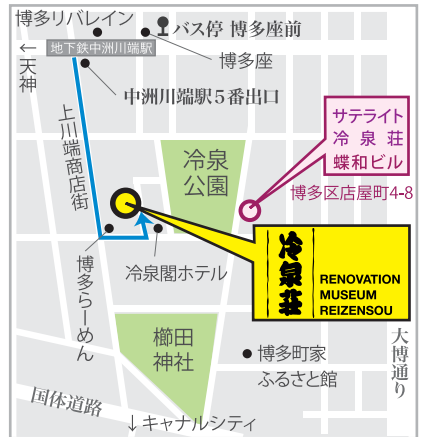 博多リバレイン
バス停 博多座前
←
天神
地下鉄中洲川端駅
博多座
中洲川端駅5番出口
上川端商店街
冷泉
公園
サテライト
冷泉荘
蝶和ビル
博多区店屋町4-8
博多らーめん
冷泉閣ホテル
冷泉荘
RENOVATION
MUSEUM
REIZENSOU
櫛田
神社
博多町家
ふるさと館
大博通り
国体道路
↓キャナルシティ